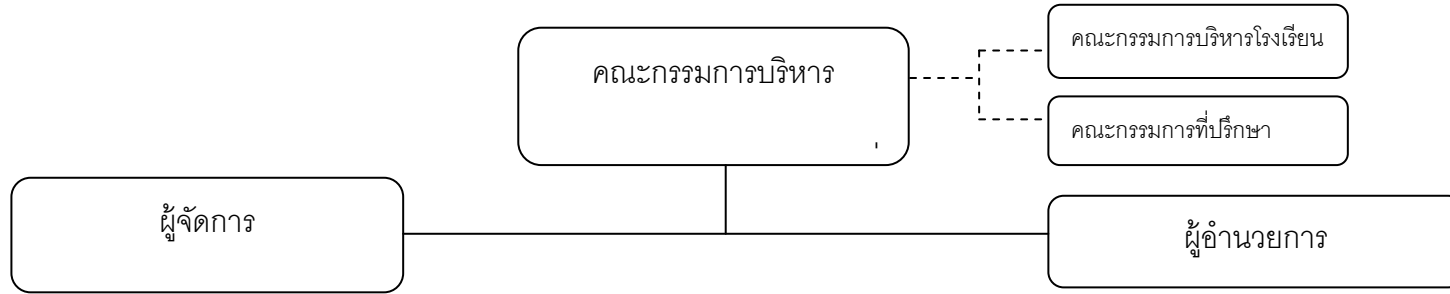 คณะกรรมการบริหารโรงเรียน
คณะกรรมการบริหาร
คณะกรรมการที่ปรึกษา
ผู้จัดการ
ผู้อำนวยการ